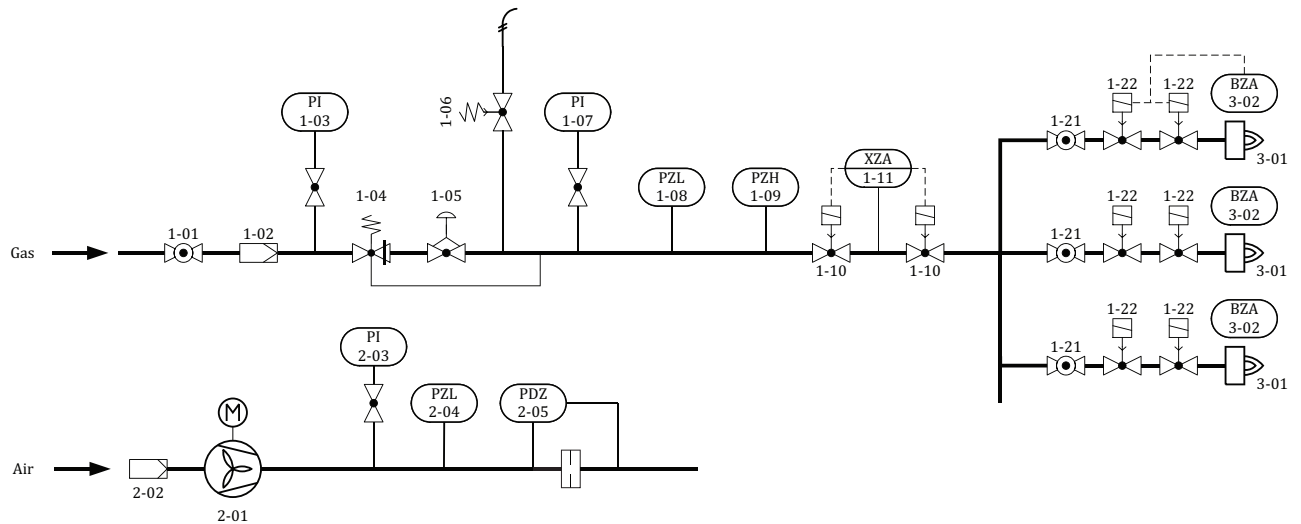 1-22 1-22
BZA
3-02
1-21
3-01
PI
1-03
1-06
PI
1-07
1-04
1-05
PZL
1-08
PZH
1-09
XZA
1-11
1-22 1-22
BZA
3-02
1-21
3-01
Gas
1-01
1-02
1-10
1-10
1-22 1-22
BZA
3-02
1-21
3-01
PI
2-03
PZL
2-04
PDZ
2-05
M
Air
2-02
2-01